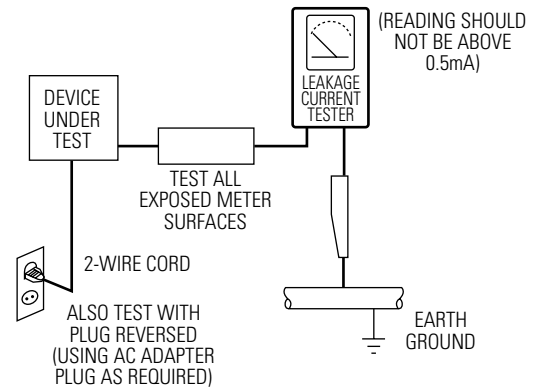 (READING SHOULD
NOT BE ABOVE
0.5mA)
LEAKAGE
CURRENT
TESTER
DEVICE
UNDER
TEST
TEST ALL
EXPOSED METER
SURFACES
2-WIRE CORD
ALSO TEST WITH
PLUG REVERSED
(USING AC ADAPTER
PLUG AS REQUIRED)
EARTH
GROUND